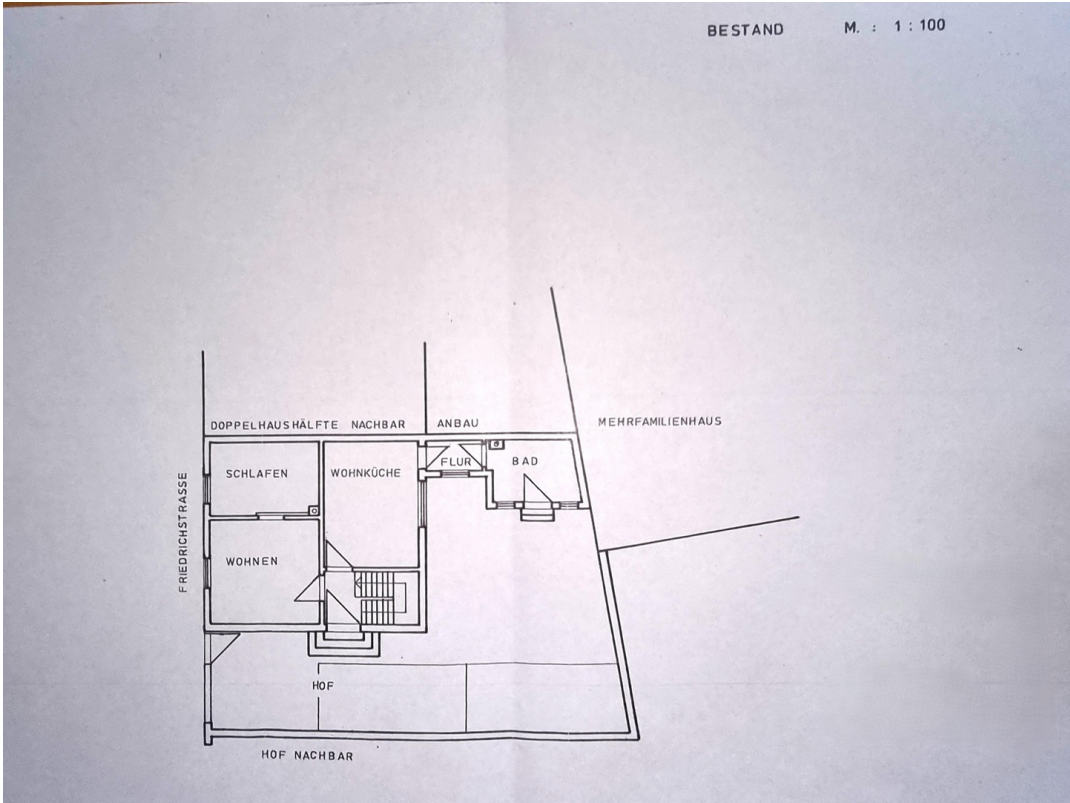 BESTAND M. : 1 : 100
DOPPELHAUSHÄLFTE NACHBAR ANBAU MEHRFAMILIENHAUS
SCHLAFEN WOHNKÜCHE FLUR BAD
FRIEDRICHSTRASSE
WOHNEN
HOF
HOF NACHBAR